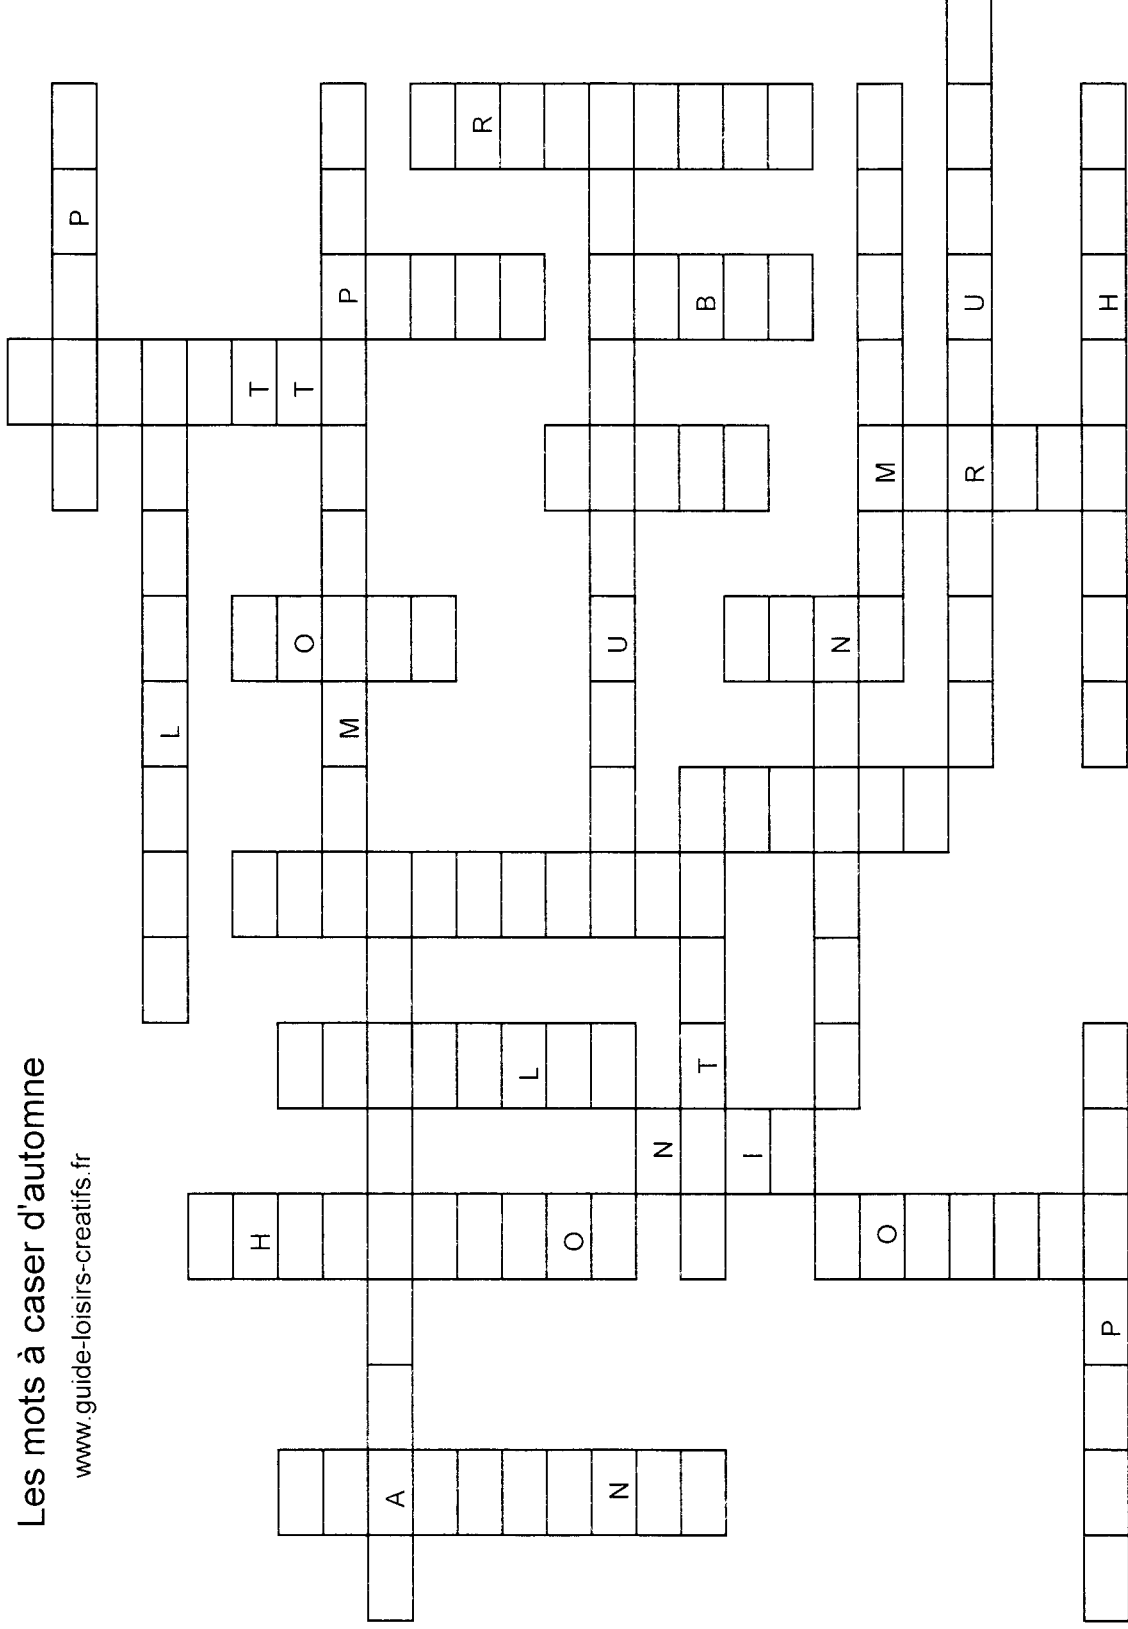 Les mots à caser d'automne
www.guide-loisirs-creatifs.fr
P
L
H T
O T
M P
A
R
L
O
N U
N
T B
I
N
O M
R U
P H